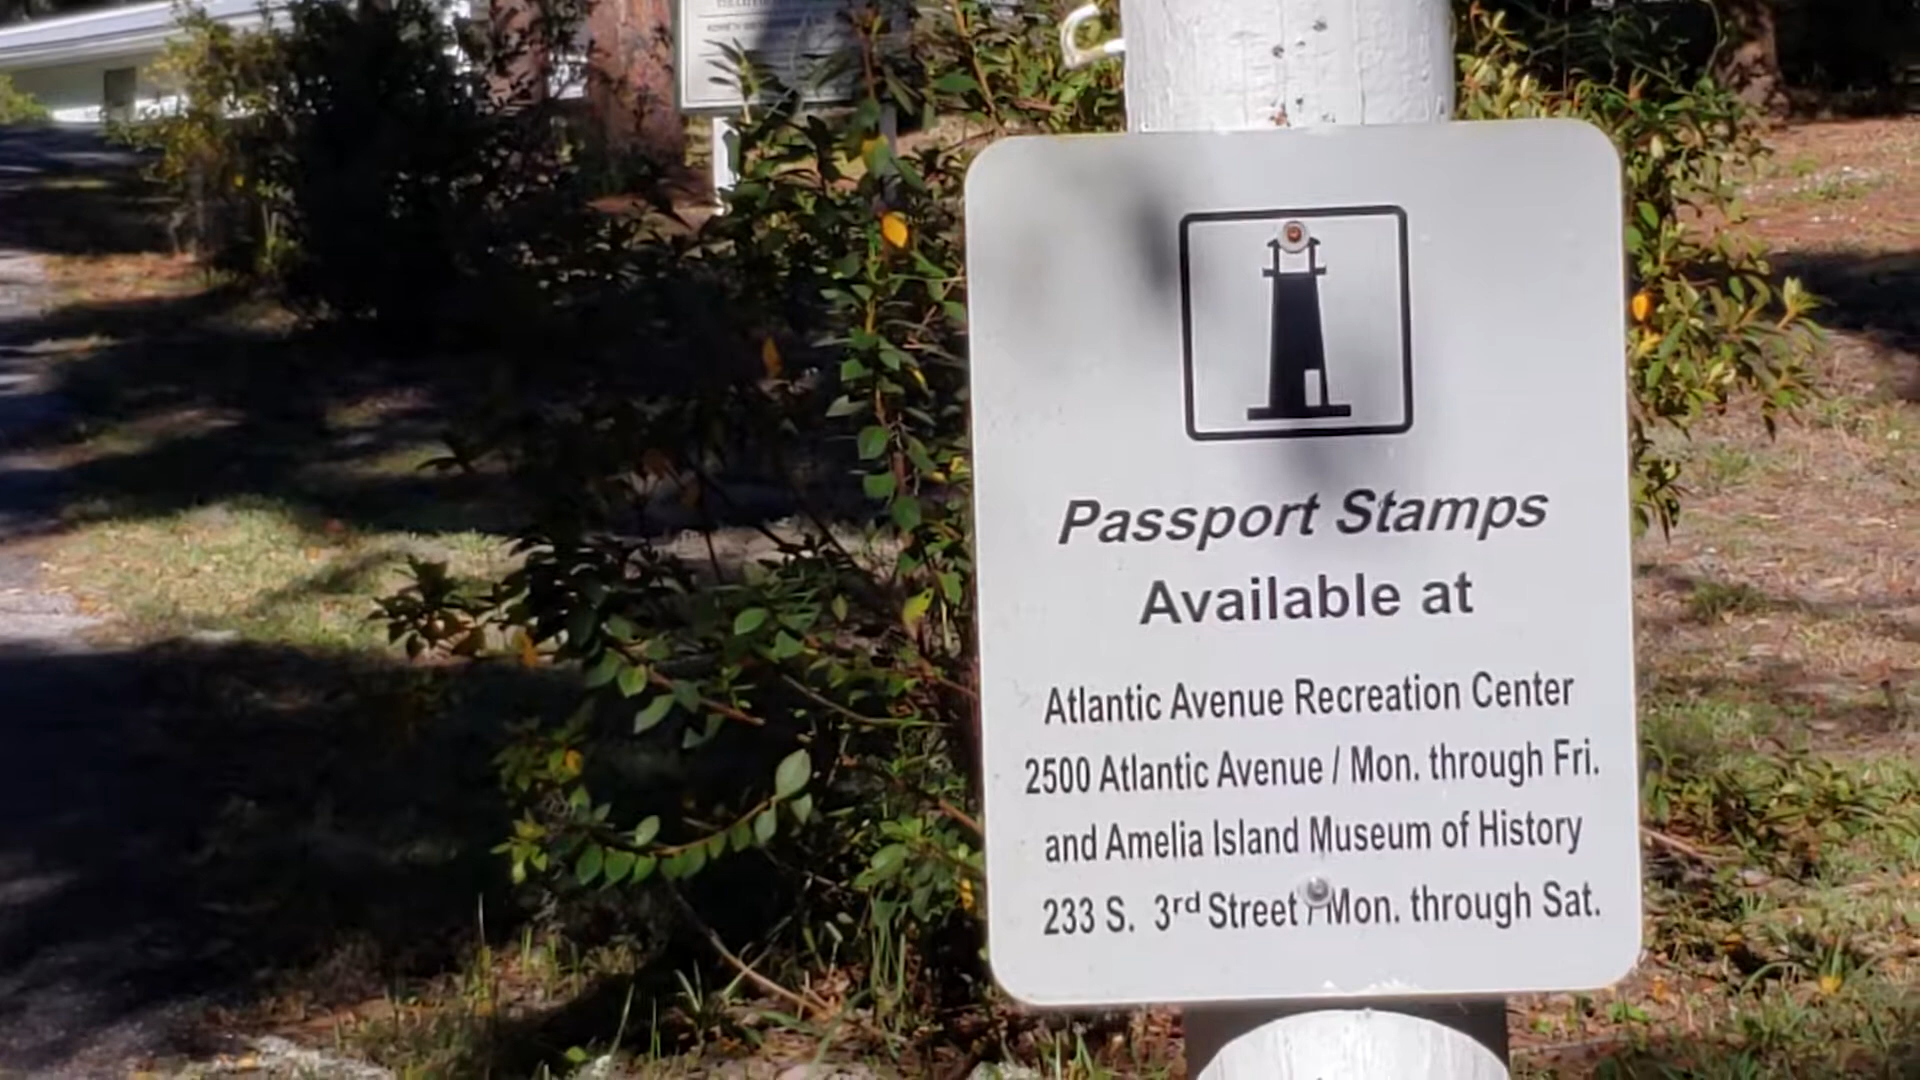 Passport Stamps
Available at
Atlantic Avenue Recreation Center
2500 Atlantic Avenue / Mon. through Fri.
and Amelia Island Museum of History
233 S. 3rd Street / Mon. through Sat.